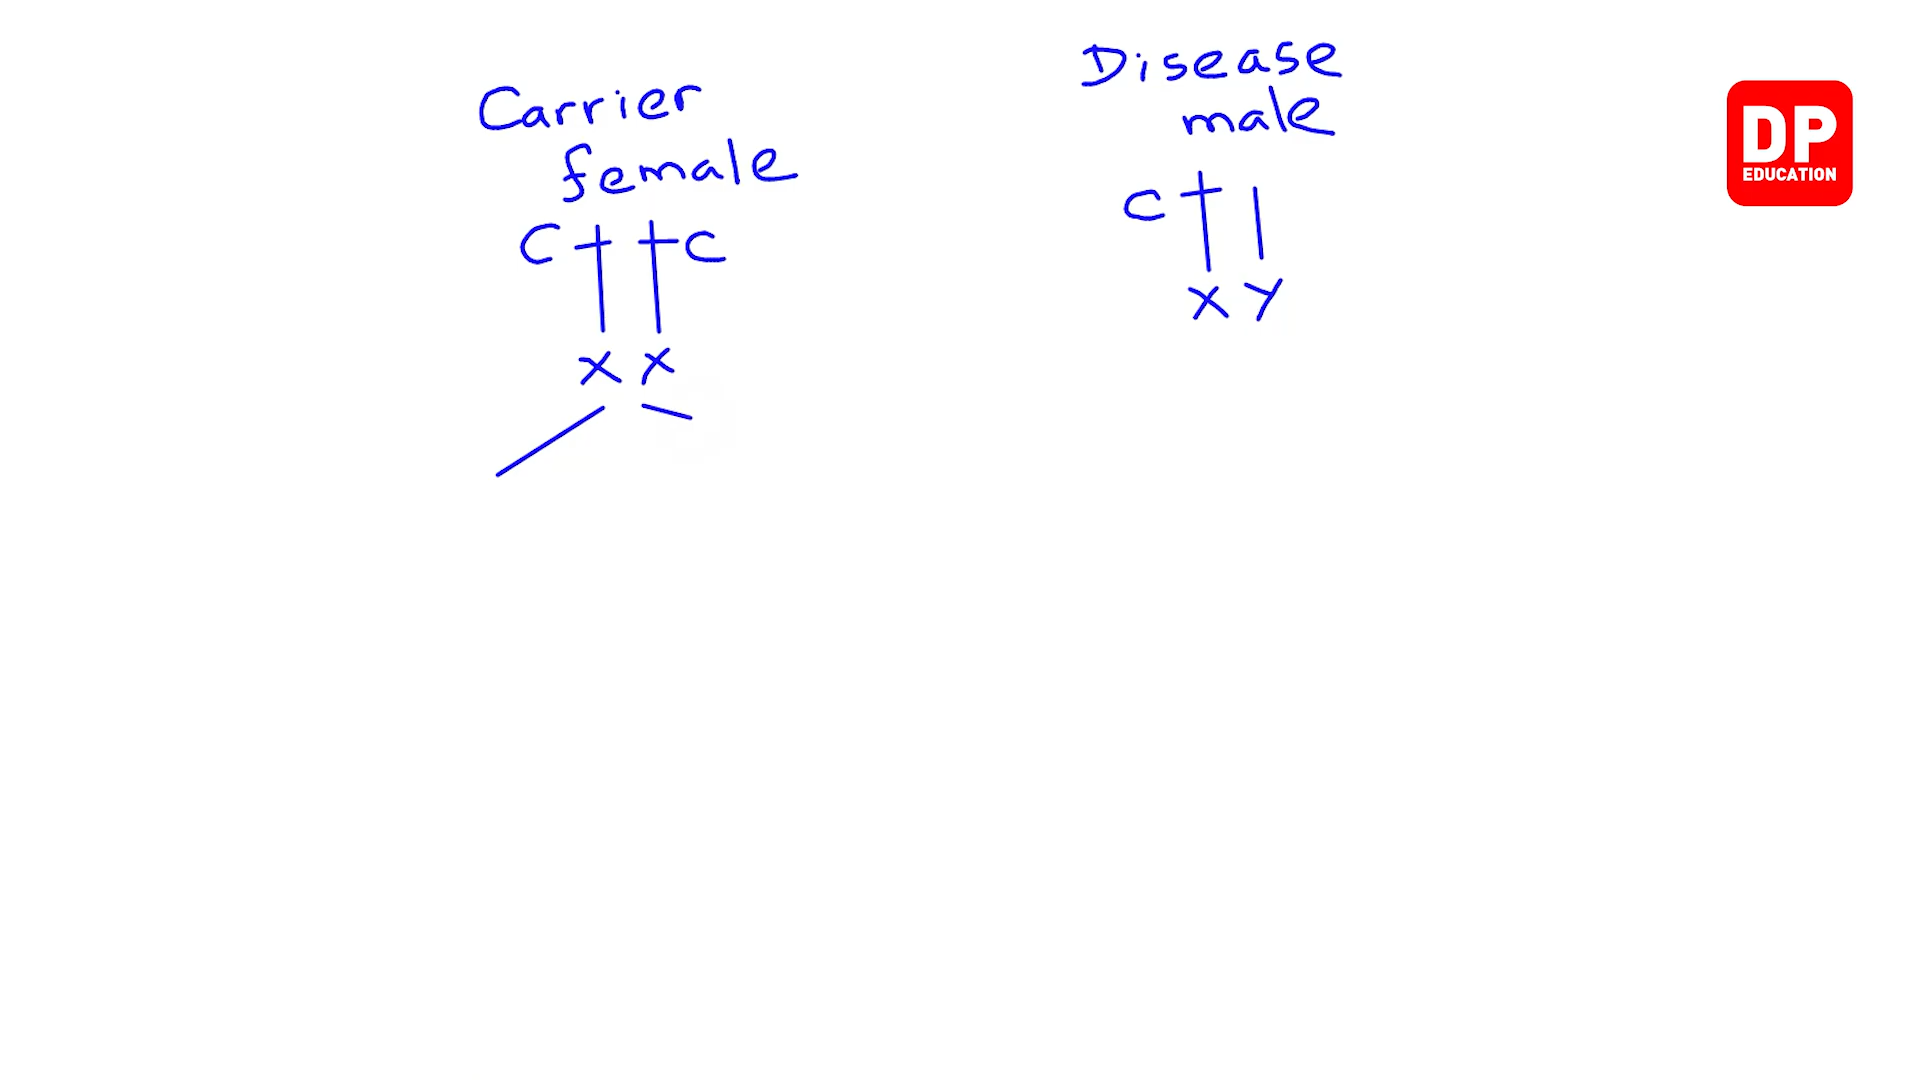 Carrier
female
C C
X X
Disease
male
c
X Y
DP
EDUCATION